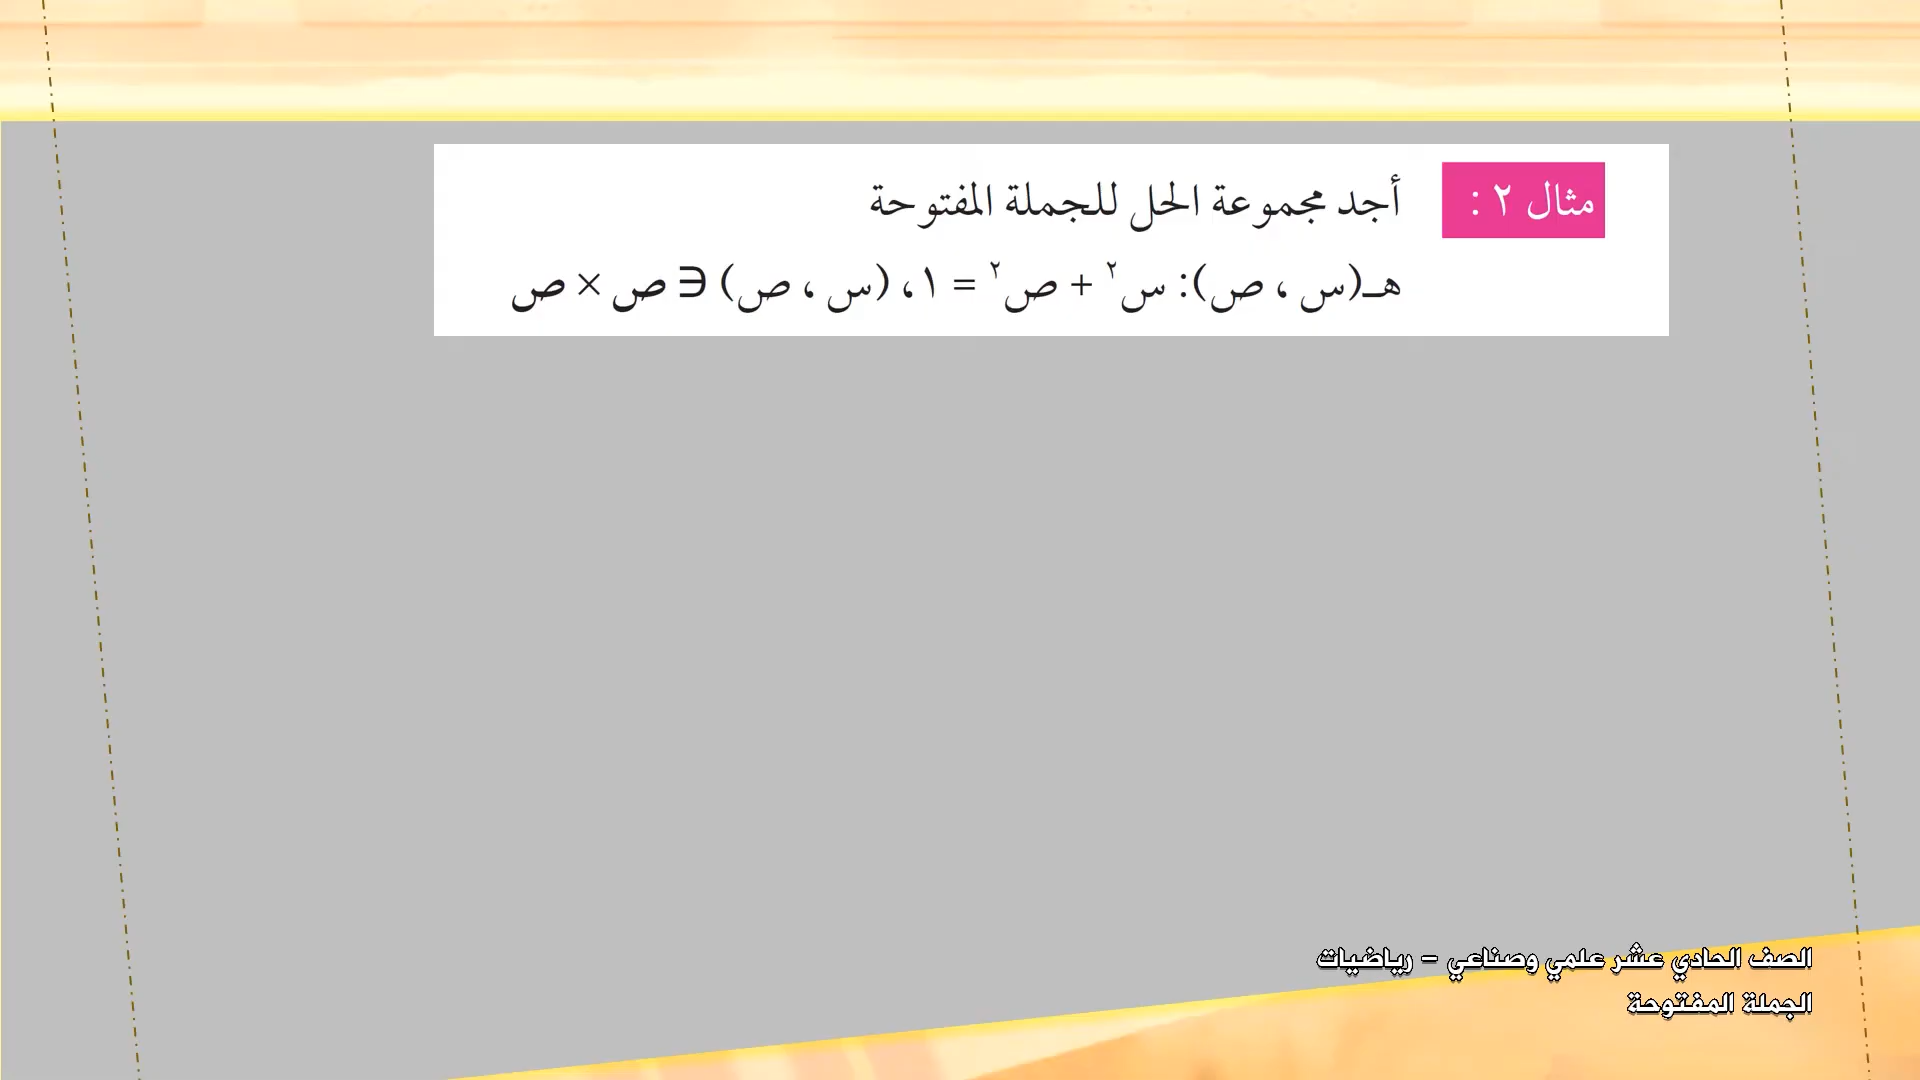 مثال ٢ : أجد مجموعة الحل للجملة المفتوحة
هـ(س ، ص): س٢ + ص٢ = ١، (س ، ص) ∈ ص × ص
الصف الحادي عشر علمي وصناعي - رياضيات
الجملة المفتوحة